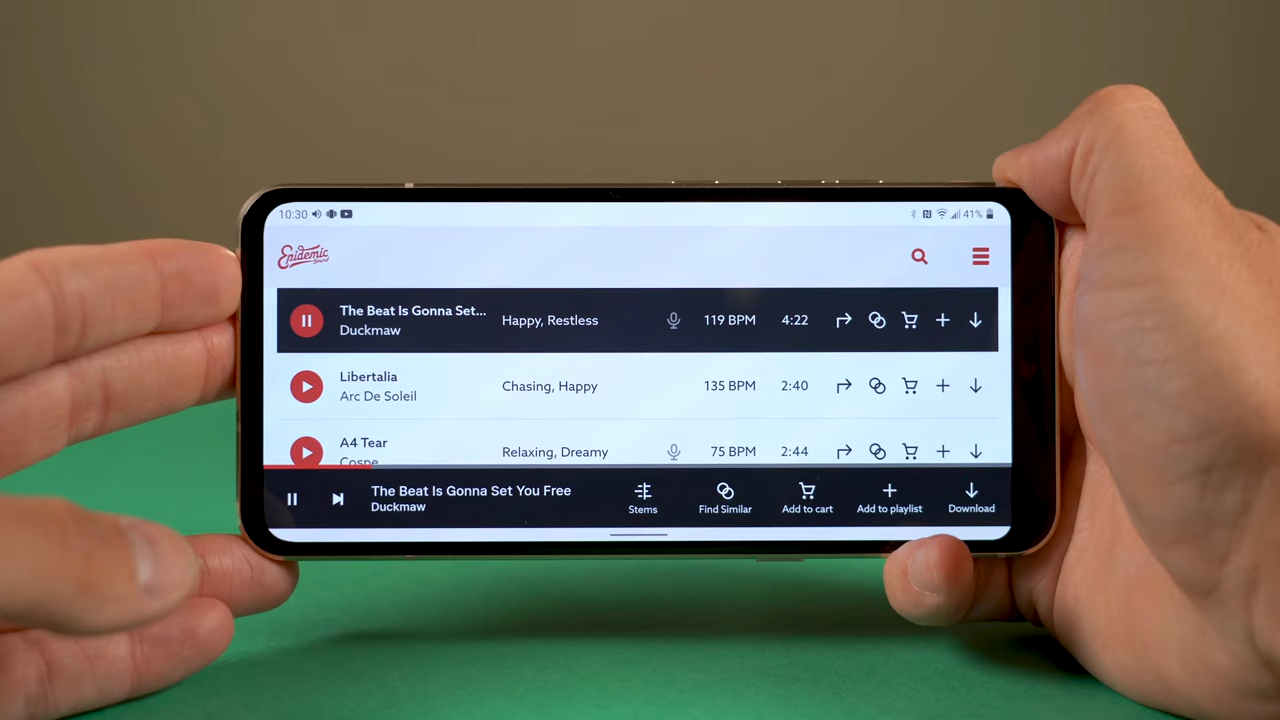 10:30
41%
Epidemic
Sound
The Beat Is Gonna Set...
Duckmaw
Happy, Restless
119 BPM
4:22
Libertalia
Arc De Soleil
Chasing, Happy
135 BPM
2:40
A4 Tear
Cospe
Relaxing, Dreamy
75 BPM
2:44
The Beat Is Gonna Set You Free
Duckmaw
Stems
Find Similar
Add to cart
Add to playlist
Download